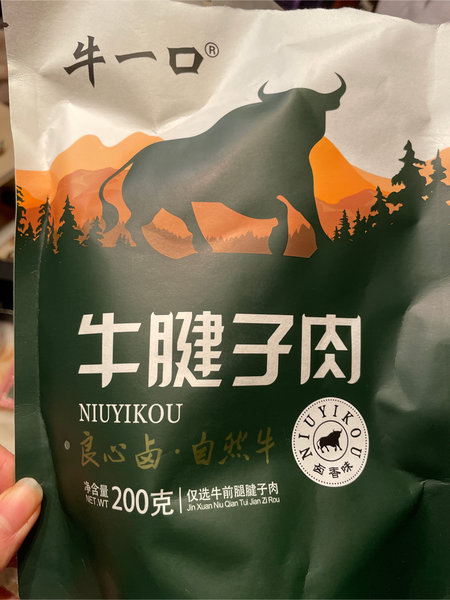 牛一口®
牛腱子肉
NIUYIKOU
良心卤·自然牛
NIUYIKOU
卤香味
净含量
NET.WT
200克
仅选牛前腿腱子肉
Jin Xuan Niu Qian Tui Jian Zi Rou